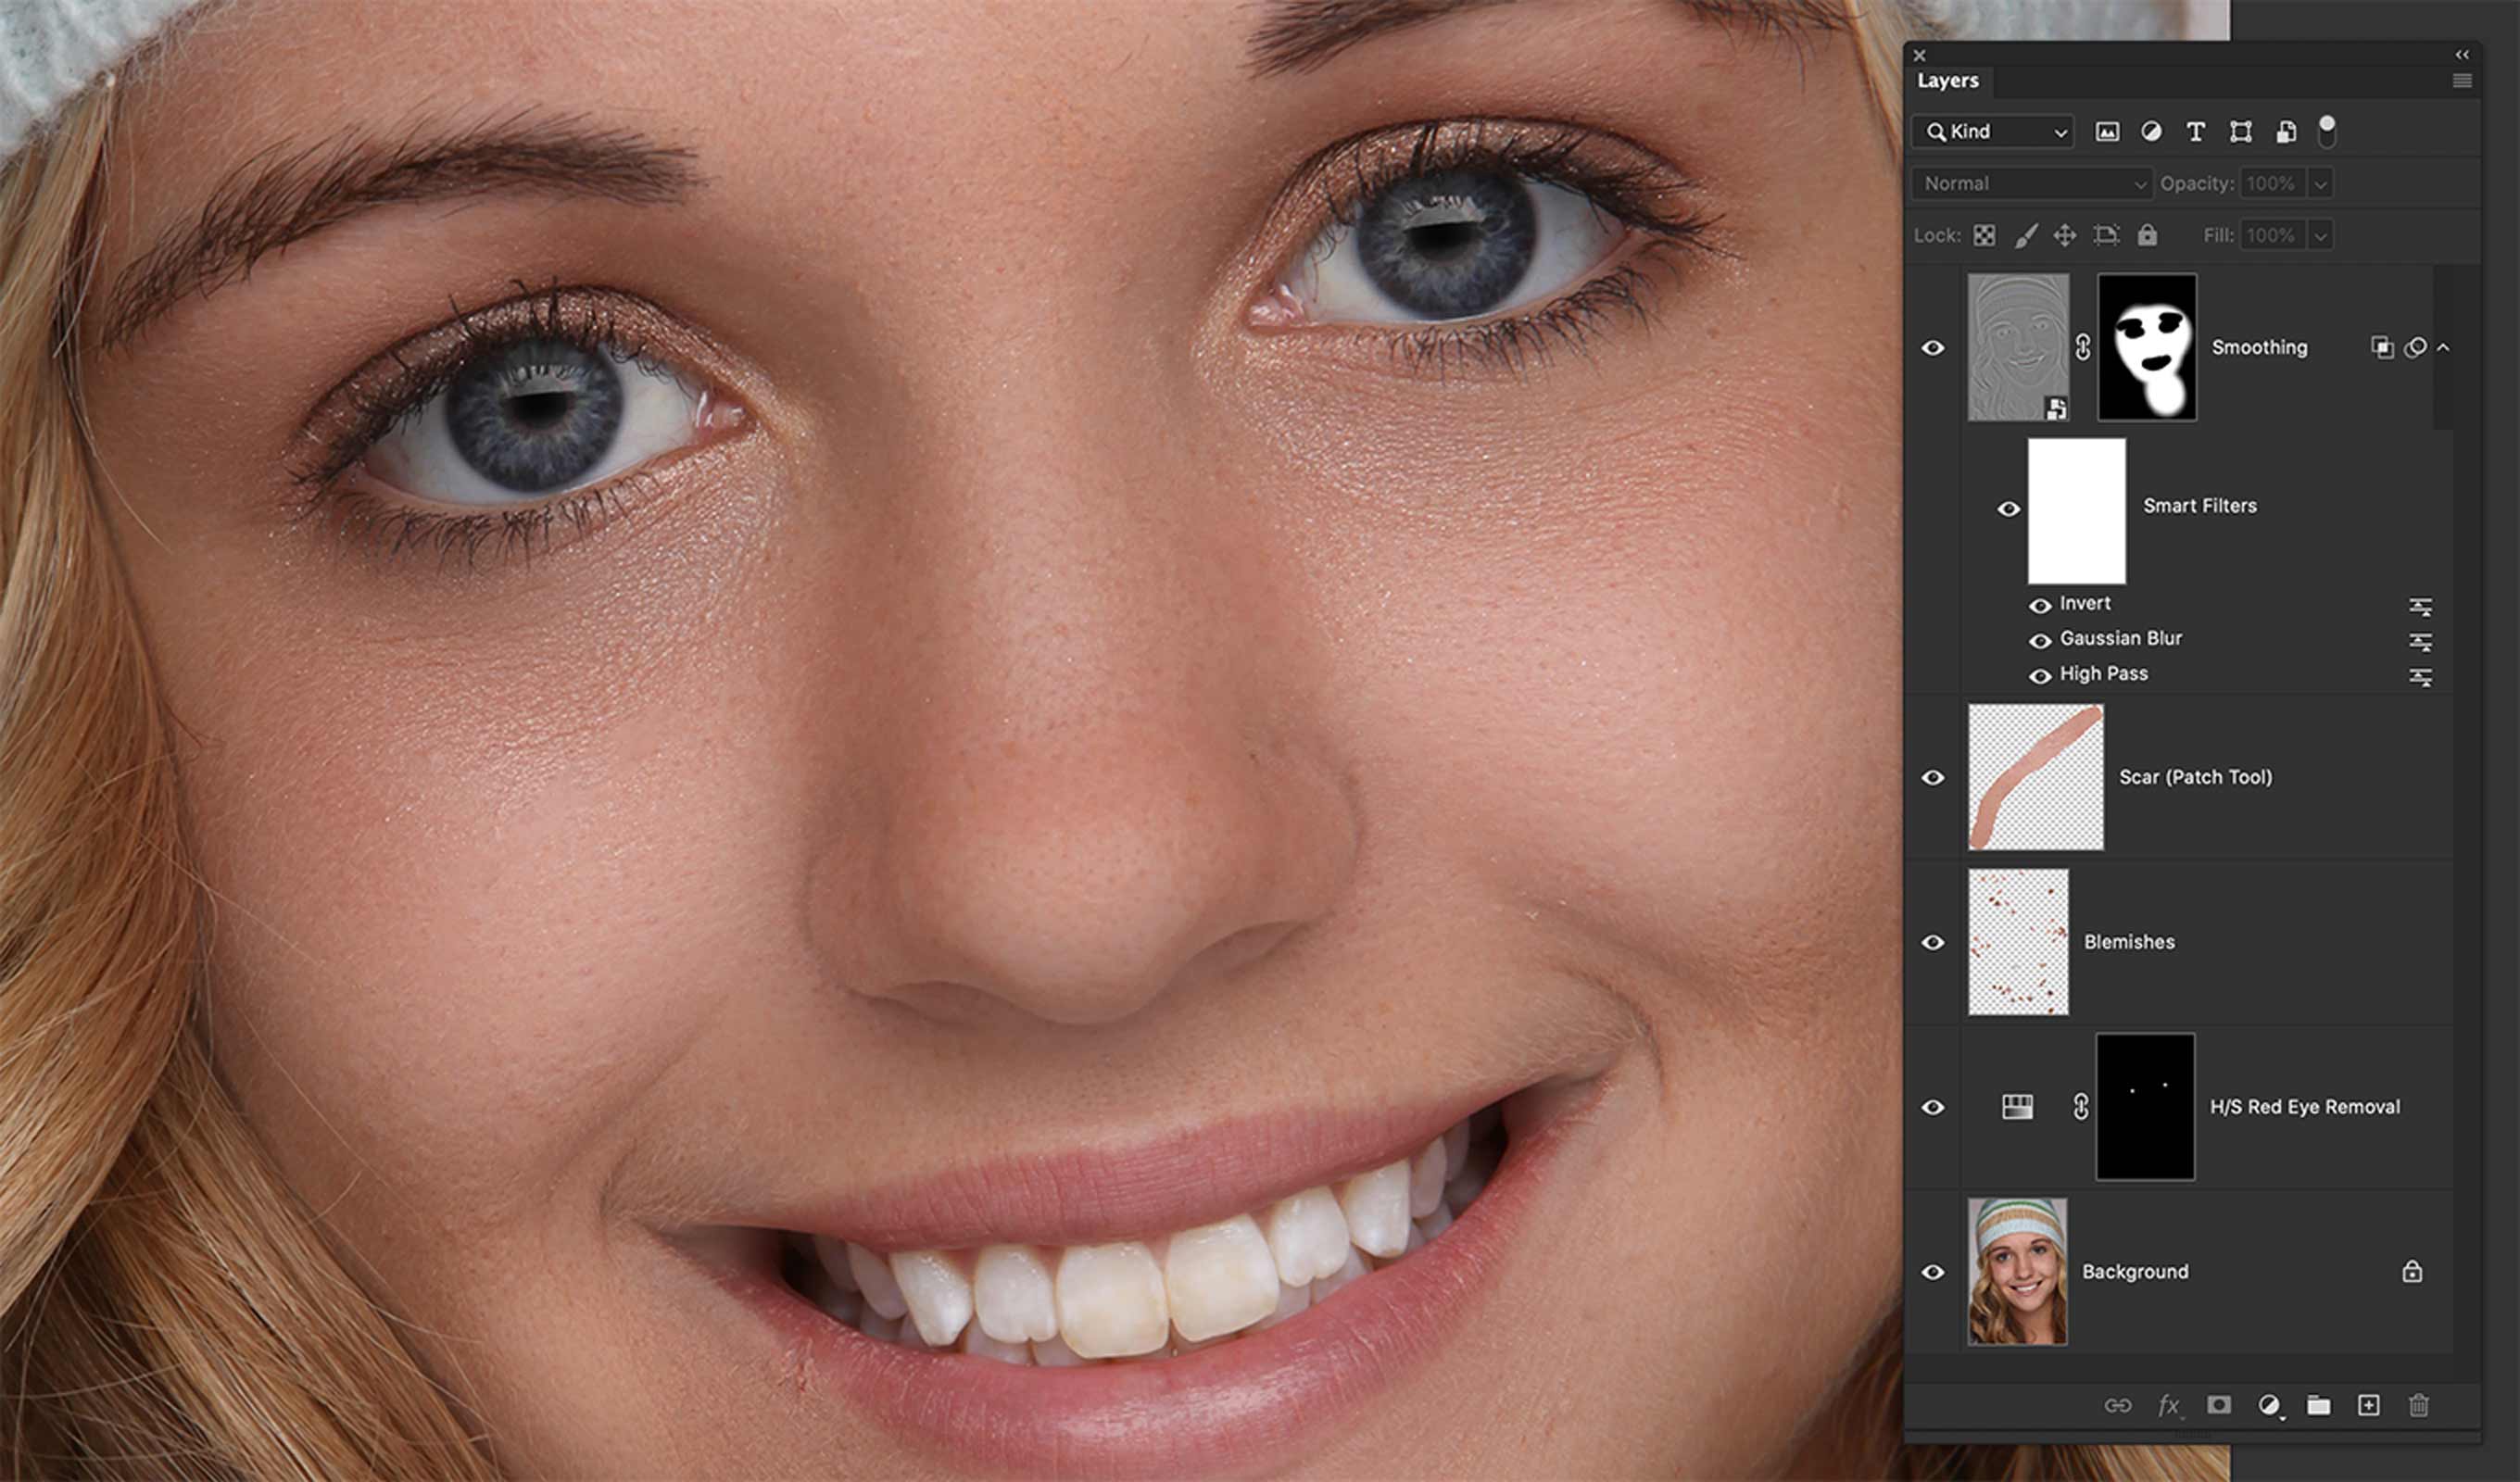 Layers
Kind
Normal Opacity: 100%
Lock: Fill: 100%
Smoothing
Smart Filters
Invert
Gaussian Blur
High Pass
Scar (Patch Tool)
Blemishes
H/S Red Eye Removal
Background
fx